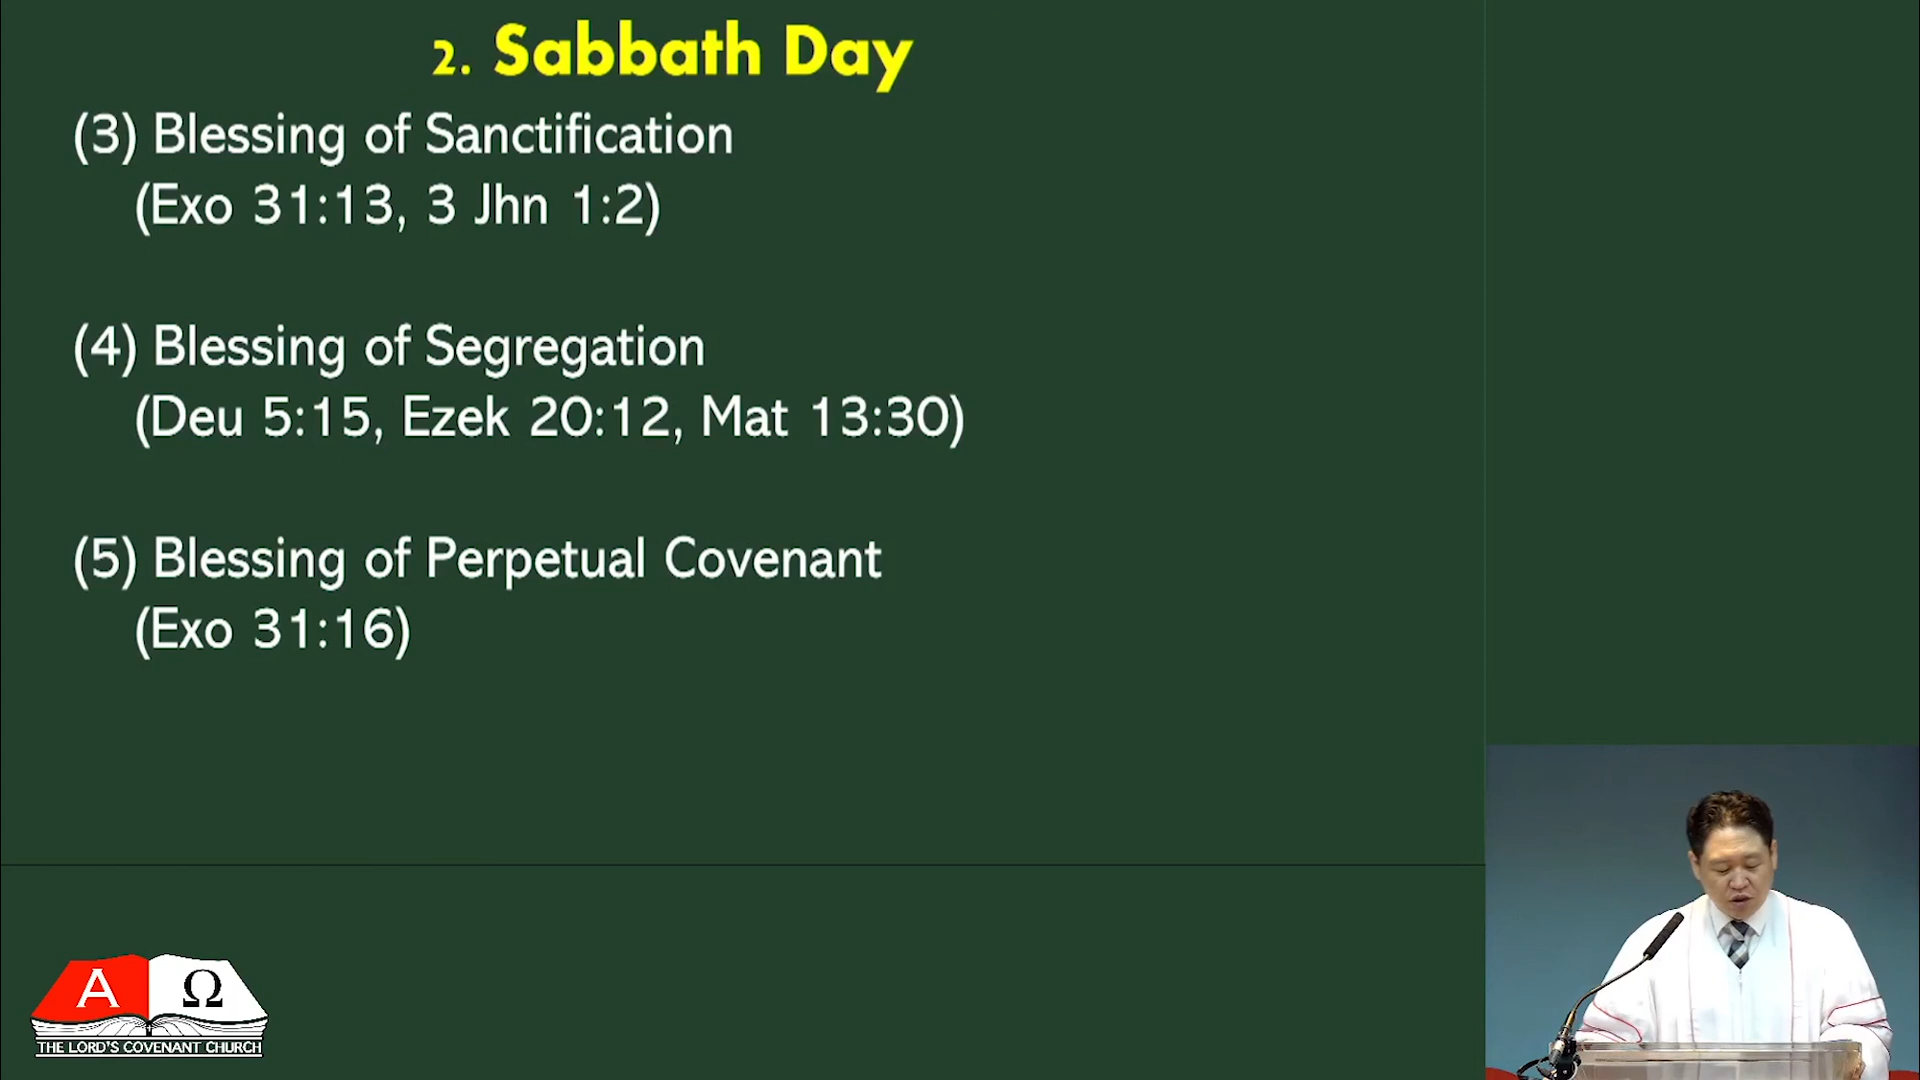 2. Sabbath Day
(3) Blessing of Sanctification
(Exo 31:13, 3 Jhn 1:2)
(4) Blessing of Segregation
(Deu 5:15, Ezek 20:12, Mat 13:30)
(5) Blessing of Perpetual Covenant
(Exo 31:16)
Α Ω
THE LORD'S COVENANT CHURCH